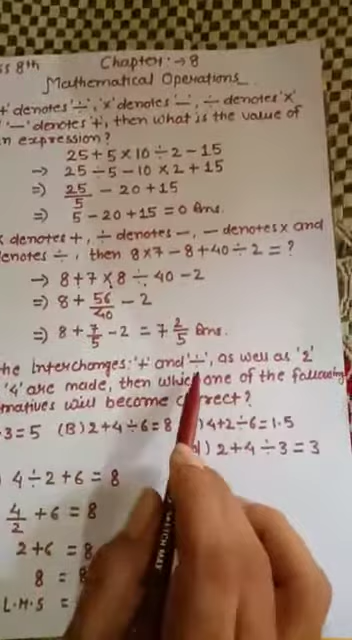 ss 8th Chapter:→8
Mathematical Operations
+' denotes '÷', 'x' denotes '−', ÷ denotes 'x'
'−' denotes '+', then what is the value of
n expression?
25+5×10÷2−15
→ 25÷5−10×2+15
⇒ 25/5 −20+15
⇒ 5−20+15=0 Ans.
x denotes +, ÷ denotes −, − denotes x and
denotes ÷, then 8×7−8+40÷2=?
→ 8+7×8÷40−2
⇒ 8+56/40−2
⇒ 8+7/5−2=7 2/5 Ans.
the Interchanges: '+' and '÷', as well as '2'
'4' are made, then which one of the following
rnatives will become correct?
·3=5 (B) 2+4÷6=8 ) 4+2÷6=1.5
) 2+4÷3=3
4÷2+6=8
4/2+6=8
2+6=8
8=8
L.H.S =